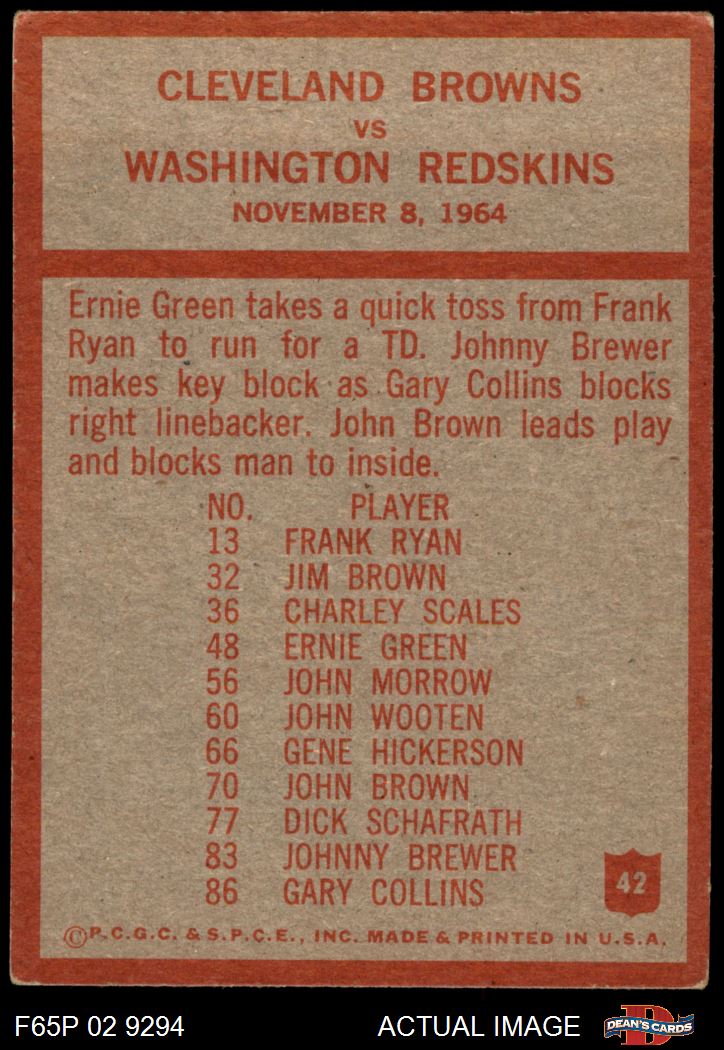 CLEVELAND BROWNS
VS
WASHINGTON REDSKINS
NOVEMBER 8, 1964
Ernie Green takes a quick toss from Frank
Ryan to run for a TD. Johnny Brewer
makes key block as Gary Collins blocks
right linebacker. John Brown leads play
and blocks man to inside.
NO. PLAYER
13 FRANK RYAN
32 JIM BROWN
36 CHARLEY SCALES
48 ERNIE GREEN
56 JOHN MORROW
60 JOHN WOOTEN
66 GENE HICKERSON
70 JOHN BROWN
77 DICK SCHAFRATH
83 JOHNNY BREWER
86 GARY COLLINS
42
©P.C.G.C. & S.P.C.E., INC. MADE & PRINTED IN U.S.A.
F65P 02 9294 ACTUAL IMAGE D DEAN'S CARDS